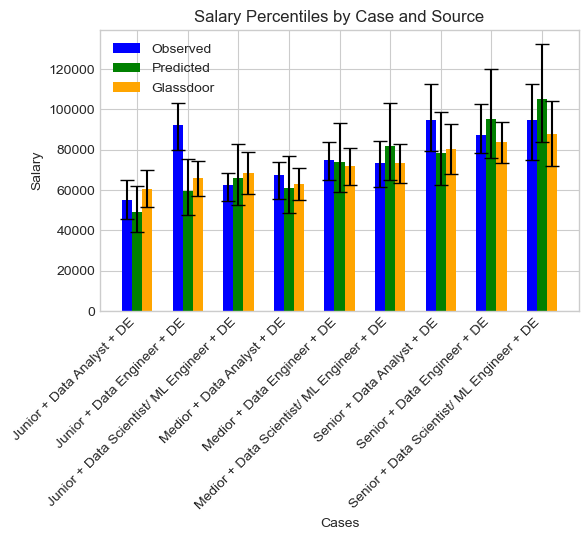 Salary Percentiles by Case and Source
Observed
Predicted
Glassdoor
Salary
120000
100000
80000
60000
40000
20000
0
Junior + Data Analyst + DE
Junior + Data Engineer + DE
Junior + Data Scientist/ ML Engineer + DE
Medior + Data Analyst + DE
Medior + Data Engineer + DE
Medior + Data Scientist/ ML Engineer + DE
Senior + Data Analyst + DE
Senior + Data Engineer + DE
Senior + Data Scientist/ ML Engineer + DE
Cases